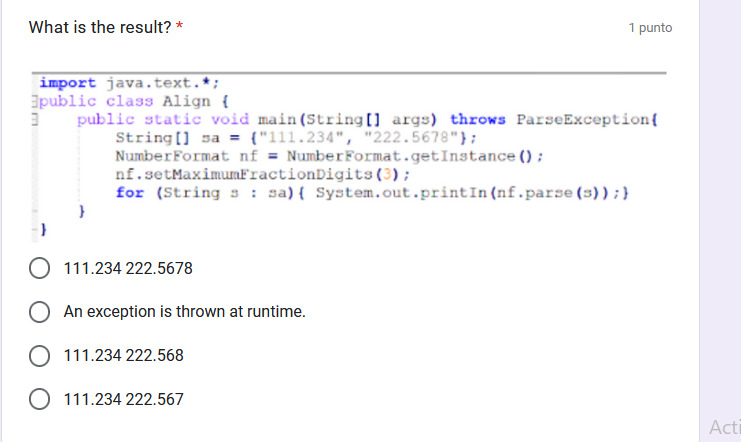 What is the result? *
1 punto
import java.text.*;
public class Align {
public static void main(String[] args) throws ParseException{
String[] sa = {"111.234", "222.5678"};
NumberFormat nf = NumberFormat.getInstance();
nf.setMaximumFractionDigits(3);
for (String s : sa){ System.out.printIn(nf.parse(s));}
}
}
111.234 222.5678
An exception is thrown at runtime.
111.234 222.568
111.234 222.567
Acti